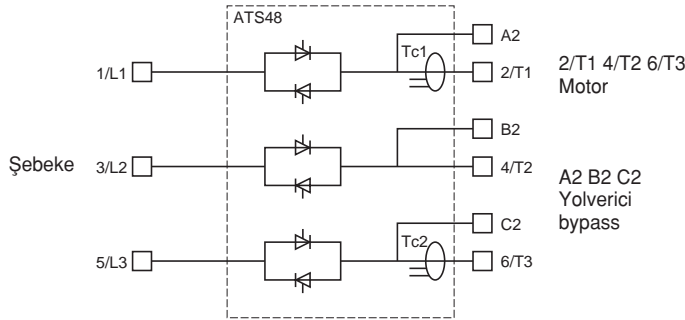 ATS48
A2
Tc1
1/L1
2/T1
2/T1 4/T2 6/T3
Motor
B2
Şebeke
3/L2
4/T2
A2 B2 C2
Yolverici
bypass
C2
Tc2
5/L3
6/T3